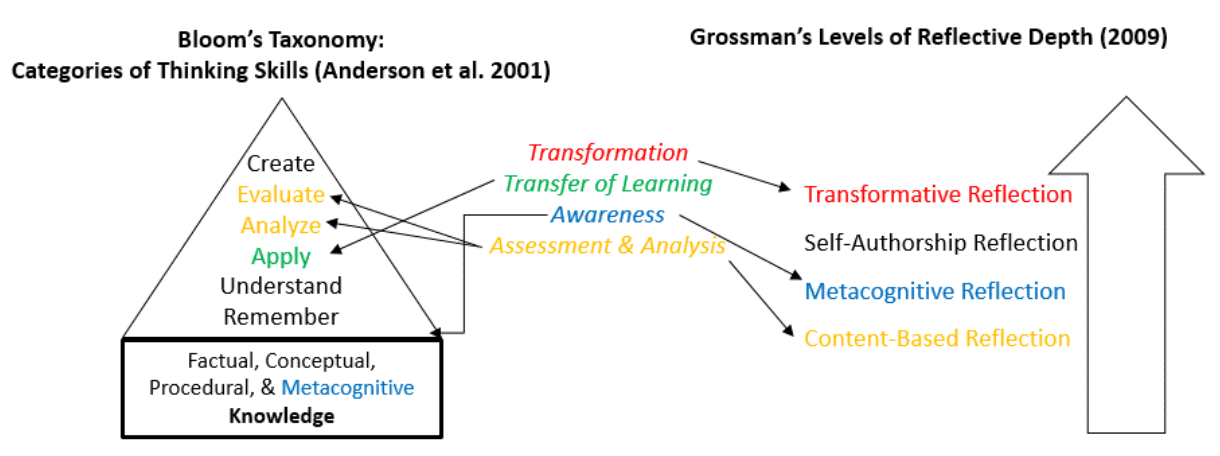 Bloom’s Taxonomy:
Categories of Thinking Skills (Anderson et al. 2001)
Create
Evaluate
Analyze
Apply
Understand
Remember
Factual, Conceptual,
Procedural, & Metacognitive
Knowledge
Transformation
Transfer of Learning
Awareness
Assessment & Analysis
Grossman’s Levels of Reflective Depth (2009)
Transformative Reflection
Self-Authorship Reflection
Metacognitive Reflection
Content-Based Reflection